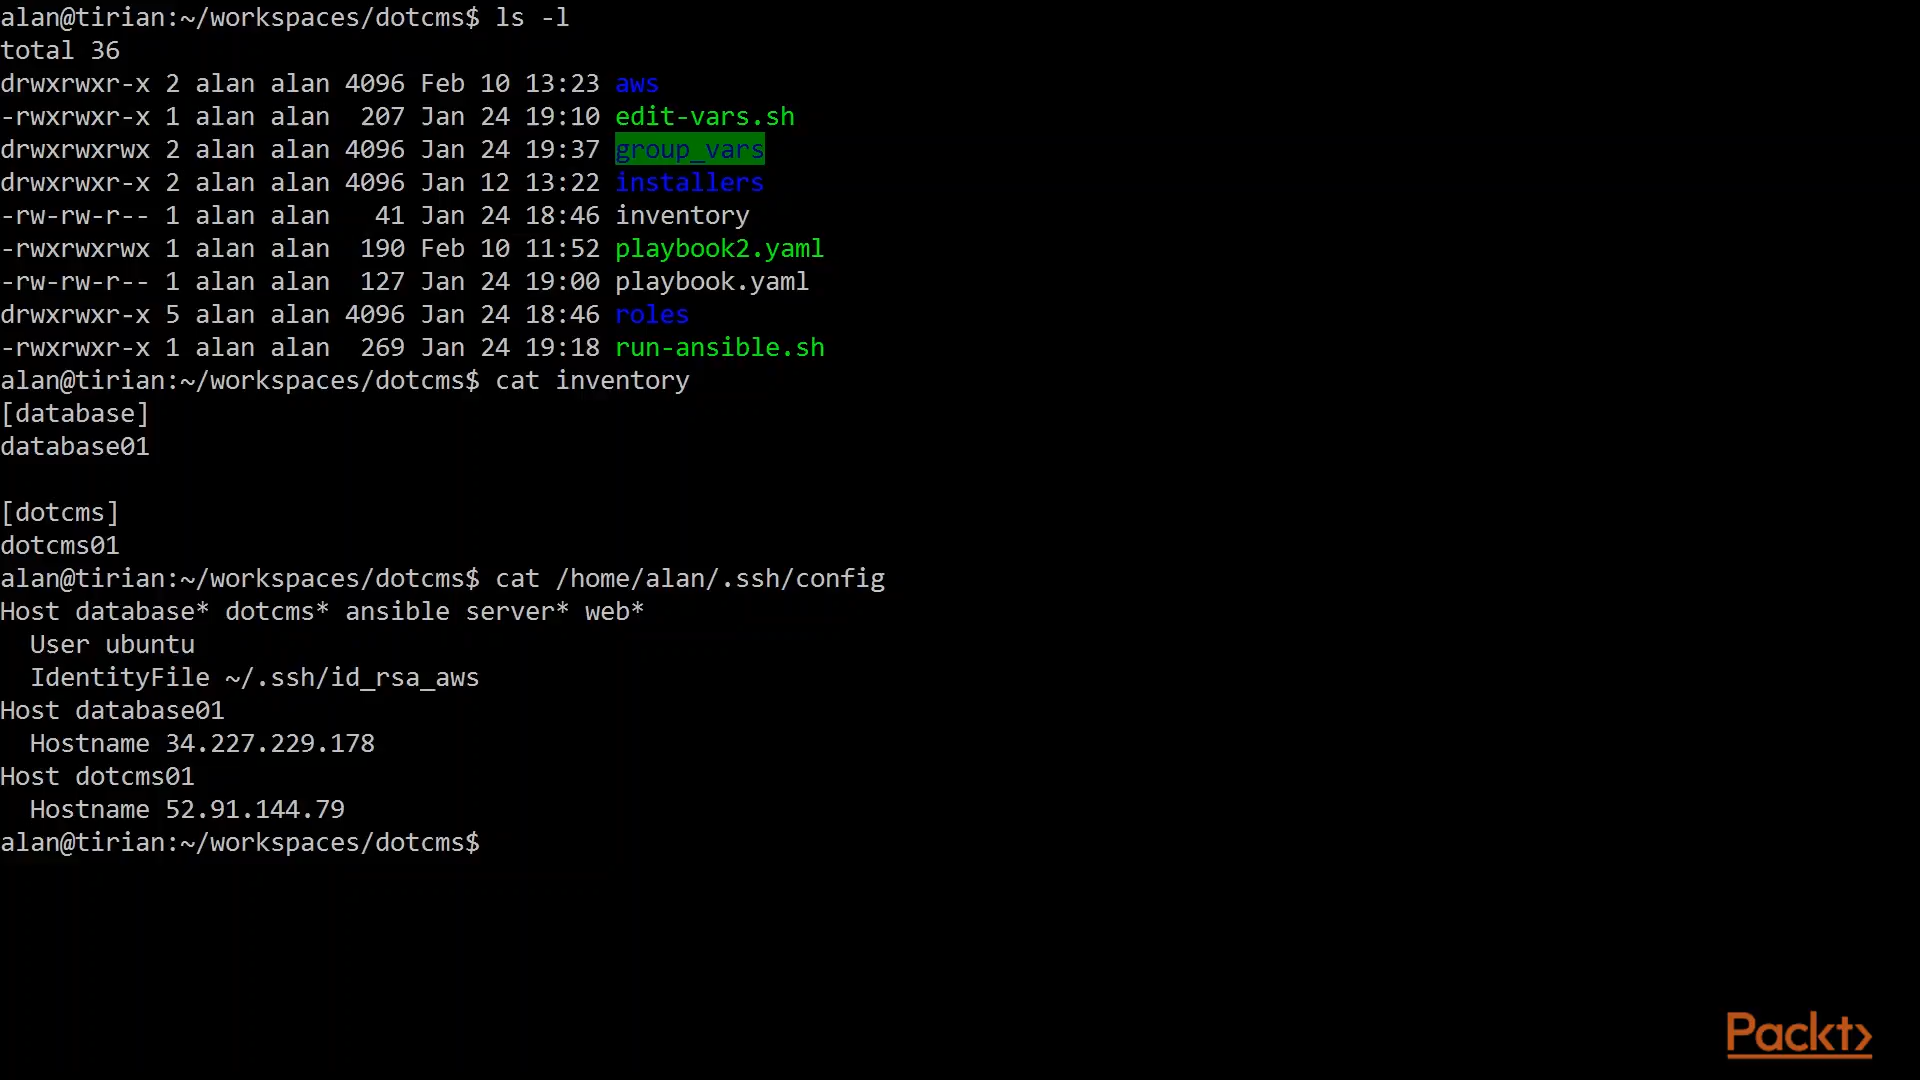 alan@tirian:~/workspaces/dotcms$ ls -l
total 36
drwxrwxr-x 2 alan alan 4096 Feb 10 13:23 aws
-rwxrwxr-x 1 alan alan  207 Jan 24 19:10 edit-vars.sh
drwxrwxrwx 2 alan alan 4096 Jan 24 19:37 group_vars
drwxrwxr-x 2 alan alan 4096 Jan 12 13:22 installers
-rw-rw-r-- 1 alan alan   41 Jan 24 18:46 inventory
-rwxrwxrwx 1 alan alan  190 Feb 10 11:52 playbook2.yaml
-rw-rw-r-- 1 alan alan  127 Jan 24 19:00 playbook.yaml
drwxrwxr-x 5 alan alan 4096 Jan 24 18:46 roles
-rwxrwxr-x 1 alan alan  269 Jan 24 19:18 run-ansible.sh
alan@tirian:~/workspaces/dotcms$ cat inventory
[database]
database01

[dotcms]
dotcms01
alan@tirian:~/workspaces/dotcms$ cat /home/alan/.ssh/config
Host database* dotcms* ansible server* web*
  User ubuntu
  IdentityFile ~/.ssh/id_rsa_aws
Host database01
  Hostname 34.227.229.178
Host dotcms01
  Hostname 52.91.144.79
alan@tirian:~/workspaces/dotcms$
Packt>